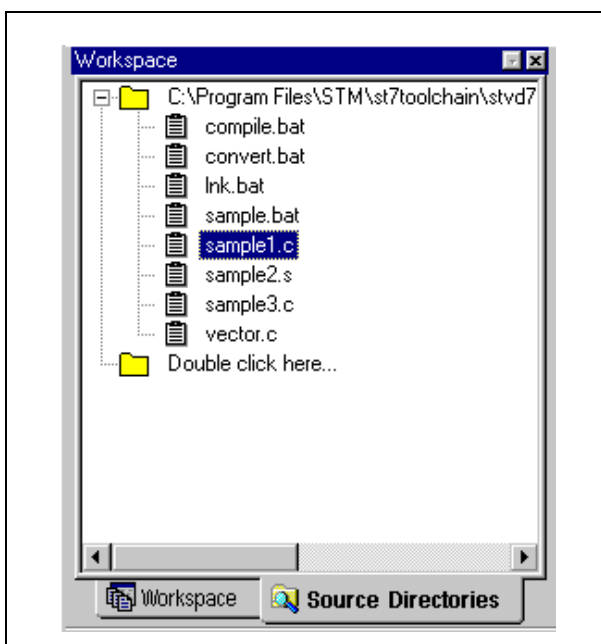 Workspace
C:\Program Files\STM\st7toolchain\stvd7
compile.bat
convert.bat
lnk.bat
sample.bat
sample1.c
sample2.s
sample3.c
vector.c
Double click here...
Workspace
Source Directories